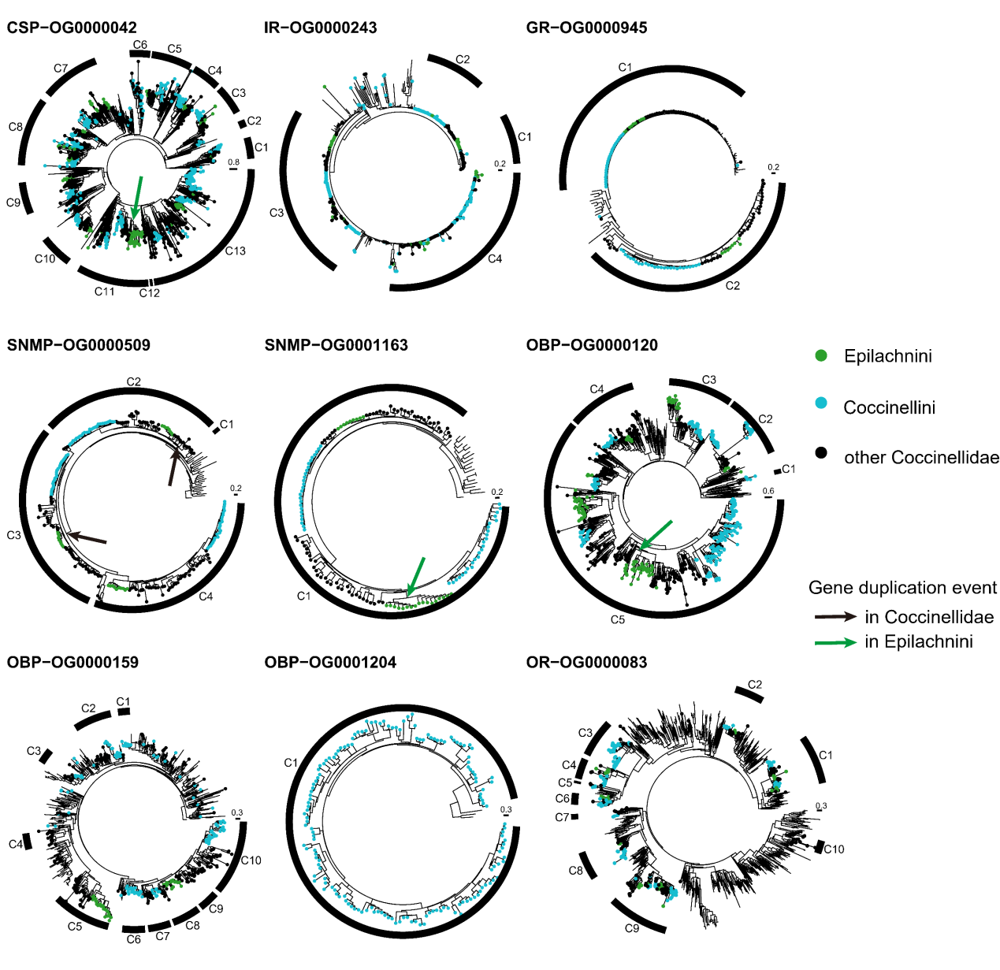 CSP−OG0000042
IR−OG0000243
GR−OG0000945
C6
C5
C7
C4
C3
C2
C8
C1
0.8
C9
C10
C13
C11
C12
C2
C1
0.2
C3
C4
C1
0.2
C2
SNMP−OG0000509
SNMP−OG0001163
OBP−OG0000120
C2
C1
0.2
C3
C4
0.2
C1
C3
C4
C2
C1
0.6
C5
Epilachnini
Coccinellini
other Coccinellidae
Gene duplication event
in Coccinellidae
in Epilachnini
OBP−OG0000159
OBP−OG0001204
OR−OG0000083
C1
C2
C3
0.3
C4
C10
C9
C5
C8
C7
C6
C1
0.3
C2
C3
C1
C4
C5
C6
0.3
C7
C10
C8
C9